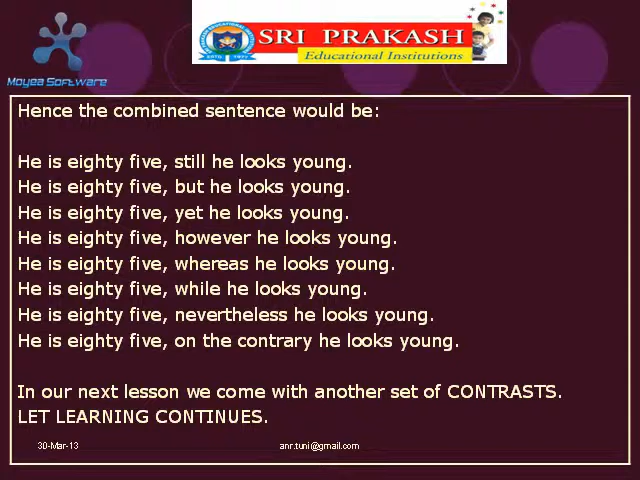 Moyea Software
SRI PRAKASH
Educational Institutions
ESTD 1977
Hence the combined sentence would be:
He is eighty five, still he looks young.
He is eighty five, but he looks young.
He is eighty five, yet he looks young.
He is eighty five, however he looks young.
He is eighty five, whereas he looks young.
He is eighty five, while he looks young.
He is eighty five, nevertheless he looks young.
He is eighty five, on the contrary he looks young.
In our next lesson we come with another set of CONTRASTS.
LET LEARNING CONTINUES.
30-Mar-13 anr.tuni@gmail.com